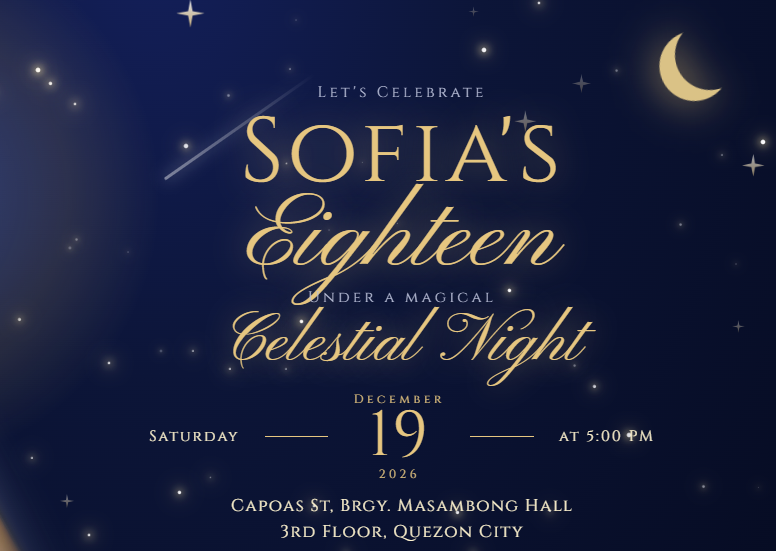 Let's Celebrate
Sofia's
Eighteen
Under a magical
Celestial Night
December
Saturday 19 at 5:00 PM
2026
Capoas St, Brgy. Masambong Hall
3rd Floor, Quezon City